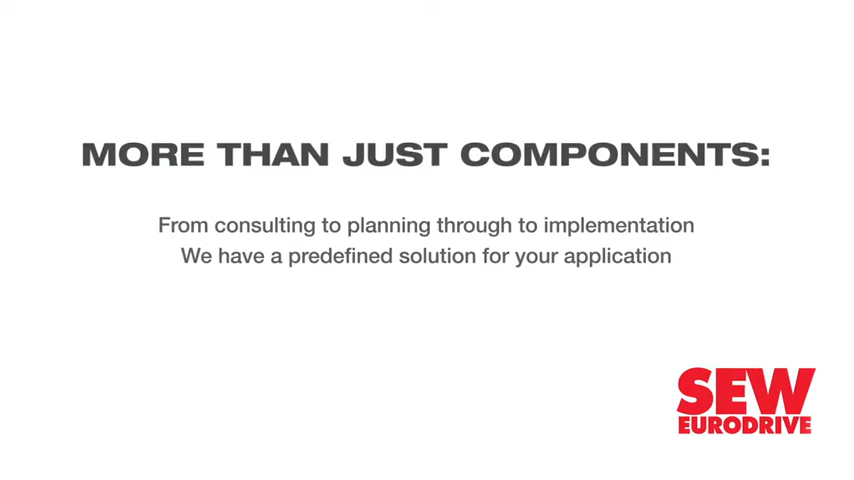 MORE THAN JUST COMPONENTS:
From consulting to planning through to implementation
We have a predefined solution for your application
SEW
EURODRIVE